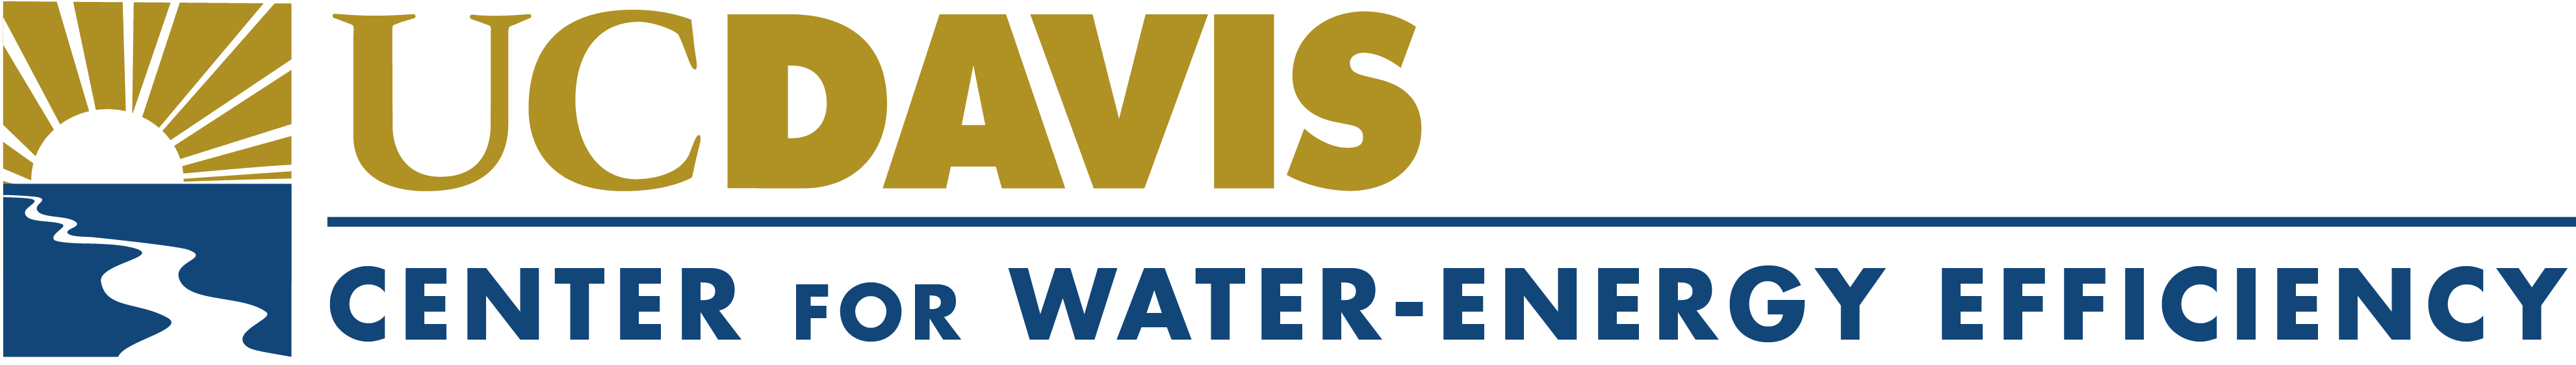 UCDAVIS
CENTER FOR WATER-ENERGY EFFICIENCY